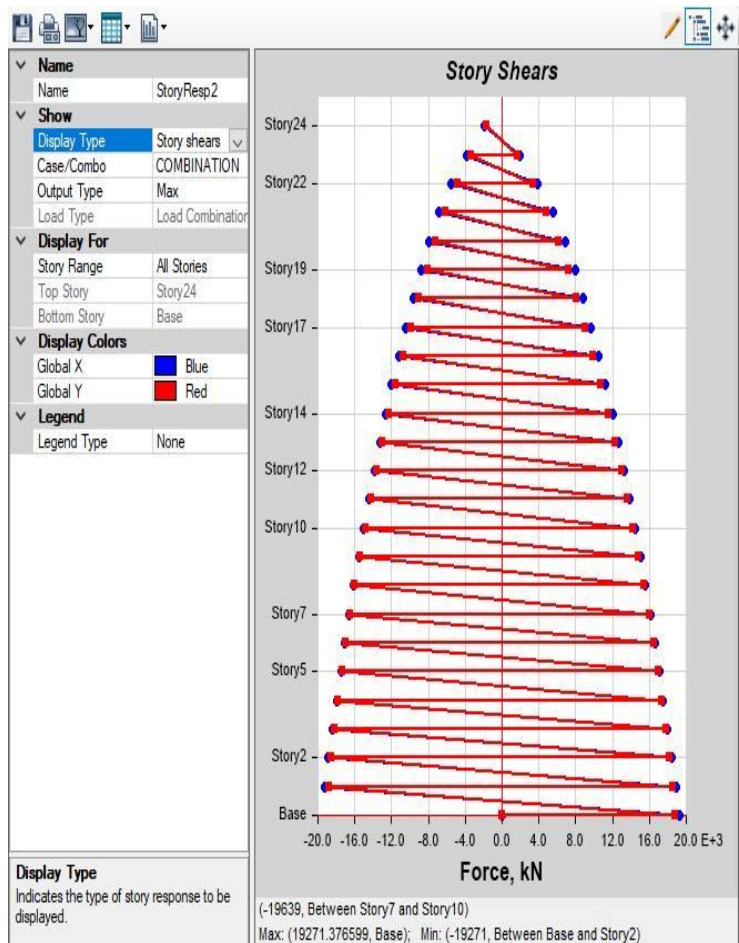 Name
Name StoryResp2
Show
Display Type Story shears
Case/Combo COMBINATION
Output Type Max
Load Type Load Combination
Display For
Story Range All Stories
Top Story Story24
Bottom Story Base
Display Colors
Global X Blue
Global Y Red
Legend
Legend Type None
Display Type
Indicates the type of story response to be
displayed.
Story Shears
Story24
Story22
Story19
Story17
Story14
Story12
Story10
Story7
Story5
Story2
Base
-20.0 -16.0 -12.0 -8.0 -4.0 0.0 4.0 8.0 12.0 16.0 20.0 E+3
Force, kN
(-19639, Between Story7 and Story10)
Max: (19271.376599, Base); Min: (-19271, Between Base and Story2)